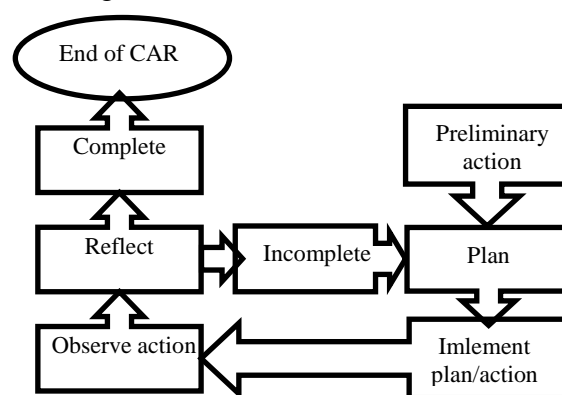 End of CAR
Complete
Preliminary
action
Reflect
Incomplete
Plan
Observe action
Imlement
plan/action